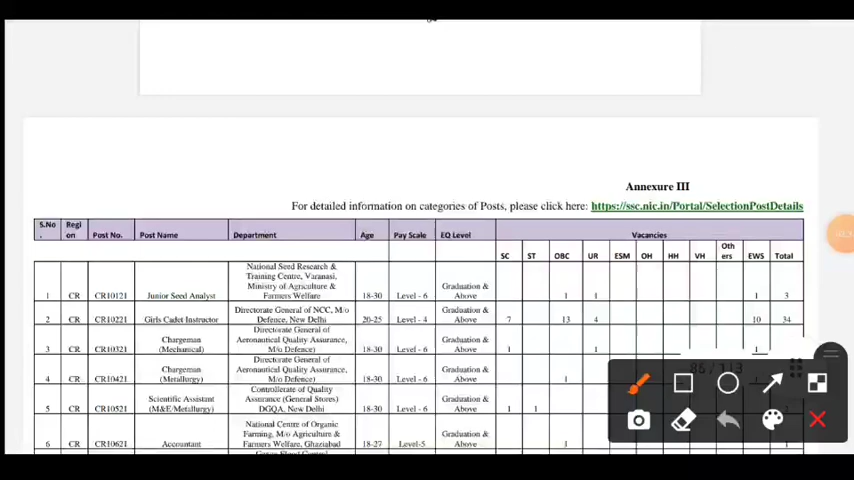 Annexure III
For detailed information on categories of Posts, please click here: https://ssc.nic.in/Portal/SelectionPostDetails
S.No. Region Post No. Post Name Department Age Pay Scale EQ Level Vacancies
SC ST OBC UR ESM OH HH VH Others EWS Total
1 CR CR10121 Junior Seed Analyst National Seed Research & Training Centre, Varanasi, Ministry of Agriculture & Farmers Welfare 18-30 Level - 6 Graduation & Above 1 1 1 3
2 CR CR10221 Girls Cadet Instructor Directorate General of NCC, M/o Defence, New Delhi 20-25 Level - 4 Graduation & Above 7 13 4 10 34
3 CR CR10321 Chargeman (Mechanical) Directorate General of Aeronautical Quality Assurance, M/o Defence) 18-30 Level - 6 Graduation & Above 1 1 1
4 CR CR10421 Chargeman (Metallurgy) Directorate General of Aeronautical Quality Assurance, M/o Defence) 18-30 Level - 6 Graduation & Above 1
5 CR CR10521 Scientific Assistant (M&E/Metallurgy) Controllerate of Quality Assurance (General Stores) DGQA, New Delhi 18-30 Level - 6 Graduation & Above 1 1
6 CR CR10621 Accountant National Centre of Organic Farming, M/o Agriculture & Farmers Welfare, Ghaziabad 18-27 Level-5 Graduation & Above 1 1
86 / 113